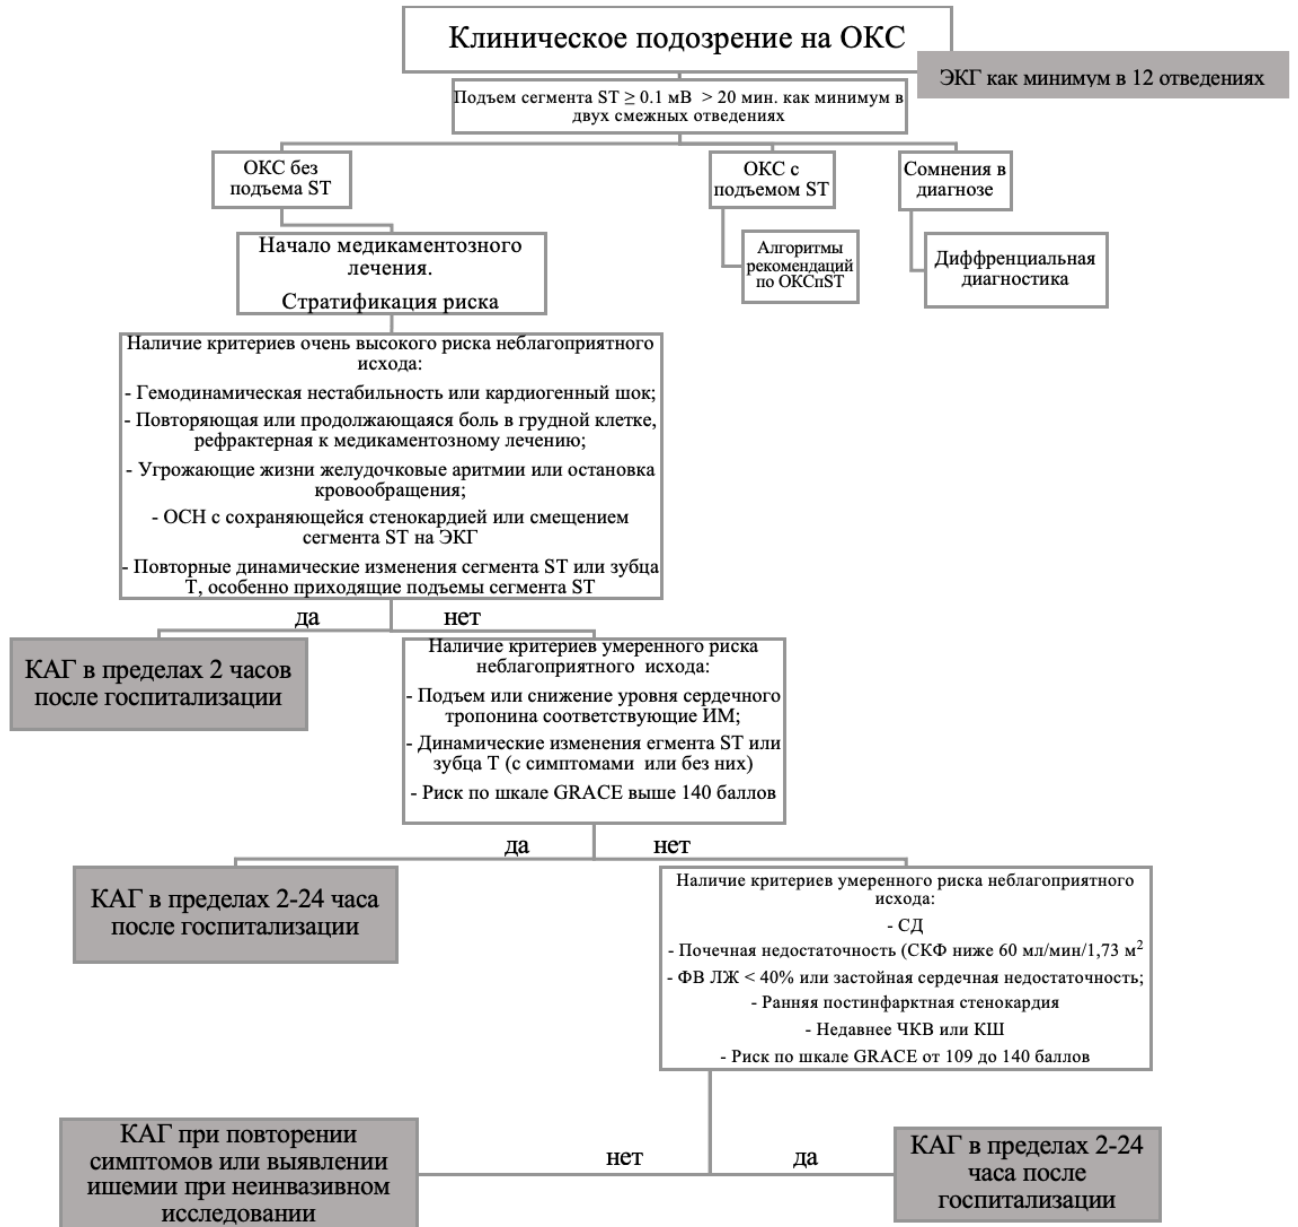 Клиническое подозрение на ОКС
ЭКГ как минимум в 12 отведениях
Подъем сегмента ST ≥ 0.1 мВ > 20 мин. как минимум в
двух смежных отведениях
ОКС без
подъема ST
ОКС с
подъемом ST
Сомнения в
диагнозе
Начало медикаментозного
лечения.
Стратификация риска
Алгоритмы
рекомендаций
по ОКСпST
Диффренциальная
диагностика
Наличие критериев очень высокого риска неблагоприятного
исхода:
- Гемодинамическая нестабильность или кардиогенный шок;
- Повторяющая или продолжающаяся боль в грудной клетке,
рефрактерная к медикаментозному лечению;
- Угрожающие жизни желудочковые аритмии или остановка
кровообращения;
- ОСН с сохраняющейся стенокардией или смещением
сегмента ST на ЭКГ
- Повторные динамические изменения сегмента ST или зубца
Т, особенно приходящие подъемы сегмента ST
да
нет
КАГ в пределах 2 часов
после госпитализации
Наличие критериев умеренного риска
неблагоприятного исхода:
- Подъем или снижение уровня сердечного
тропонина соответствующие ИМ;
- Динамические изменения егмента ST или
зубца Т (с симптомами или без них)
- Риск по шкале GRACE выше 140 баллов
да
нет
КАГ в пределах 2-24 часа
после госпитализации
Наличие критериев умеренного риска неблагоприятного
исхода:
- СД
- Почечная недостаточность (СКФ ниже 60 мл/мин/1,73 м²
- ФВ ЛЖ < 40% или застойная сердечная недостаточность;
- Ранняя постинфарктная стенокардия
- Недавнее ЧКВ или КШ
- Риск по шкале GRACE от 109 до 140 баллов
нет
да
КАГ при повторении
симптомов или выявлении
ишемии при неинвазивном
исследовании
КАГ в пределах 2-24
часа после
госпитализации